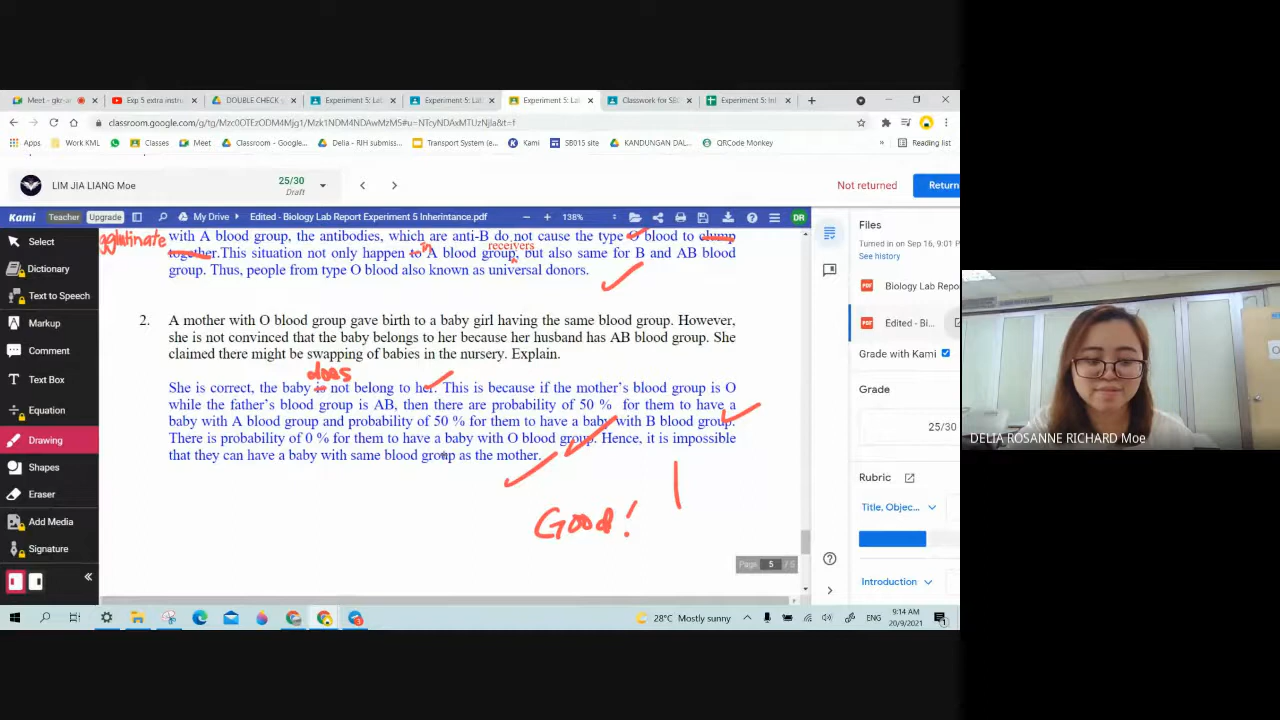 Meet - gkr-ar
Exp 5 extra instr
DOUBLE CHECK
Experiment 5: Lab
Experiment 5: Lab
Experiment 5: Lab
Classwork for SB
Experiment 5: Inh
classroom.google.com/g/tg/Mzc0OTEzODM4Mjg1/Mzk1NDM4NDAwMzM5#u=NTcyNDAxMTUzNjIa&t=f
Apps
Work KML
Classes
Meet
Classroom - Google...
Delia - RIH submiss...
Transport System (e...
Kami
SB015 site
KANDUNGAN DAL...
QRCode Monkey
»
Reading list
LIM JIA LIANG Moe
25/30
Draft
Not returned
Return
Kami
Teacher
Upgrade
My Drive
Edited - Biology Lab Report Experiment 5 Inherintance.pdf
138%
DR
Select
Dictionary
Text to Speech
Markup
Comment
Text Box
Equation
Drawing
Shapes
Eraser
Add Media
Signature
gglutinate
with A blood group, the antibodies, which are anti-B do not cause the type O blood to clump
in
receivers
together.This situation not only happen to A blood group, but also same for B and AB blood
group. Thus, people from type O blood also known as universal donors.
2. A mother with O blood group gave birth to a baby girl having the same blood group. However,
she is not convinced that the baby belongs to her because her husband has AB blood group. She
claimed there might be swapping of babies in the nursery. Explain.
does
She is correct, the baby is not belong to her. This is because if the mother's blood group is O
while the father's blood group is AB, then there are probability of 50 % for them to have a
baby with A blood group and probability of 50 % for them to have a baby with B blood group.
There is probability of 0 % for them to have a baby with O blood group. Hence, it is impossible
that they can have a baby with same blood group as the mother.
Good!
Page 5 / 5
Files
Turned in on Sep 16, 9:01 P
See history
Biology Lab Repo
Edited - Bi...
Grade with Kami
Grade
25/30
Rubric
Title, Objec...
Introduction
28°C Mostly sunny
ENG
9:14 AM
20/9/2021
DELIA ROSANNE RICHARD Moe